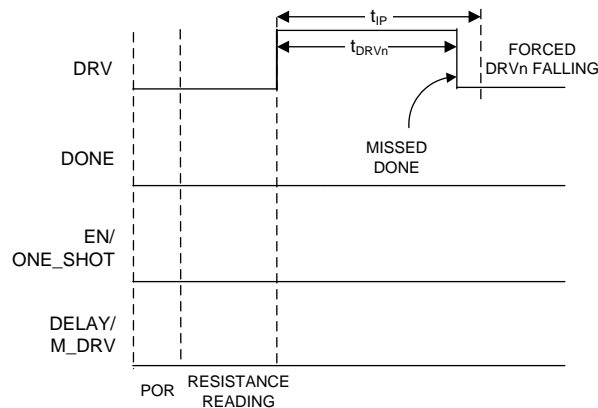 tIP
tDRVn
FORCED
DRVn FALLING
DRV
MISSED
DONE
DONE
EN/
ONE_SHOT
DELAY/
M_DRV
POR
RESISTANCE
READING